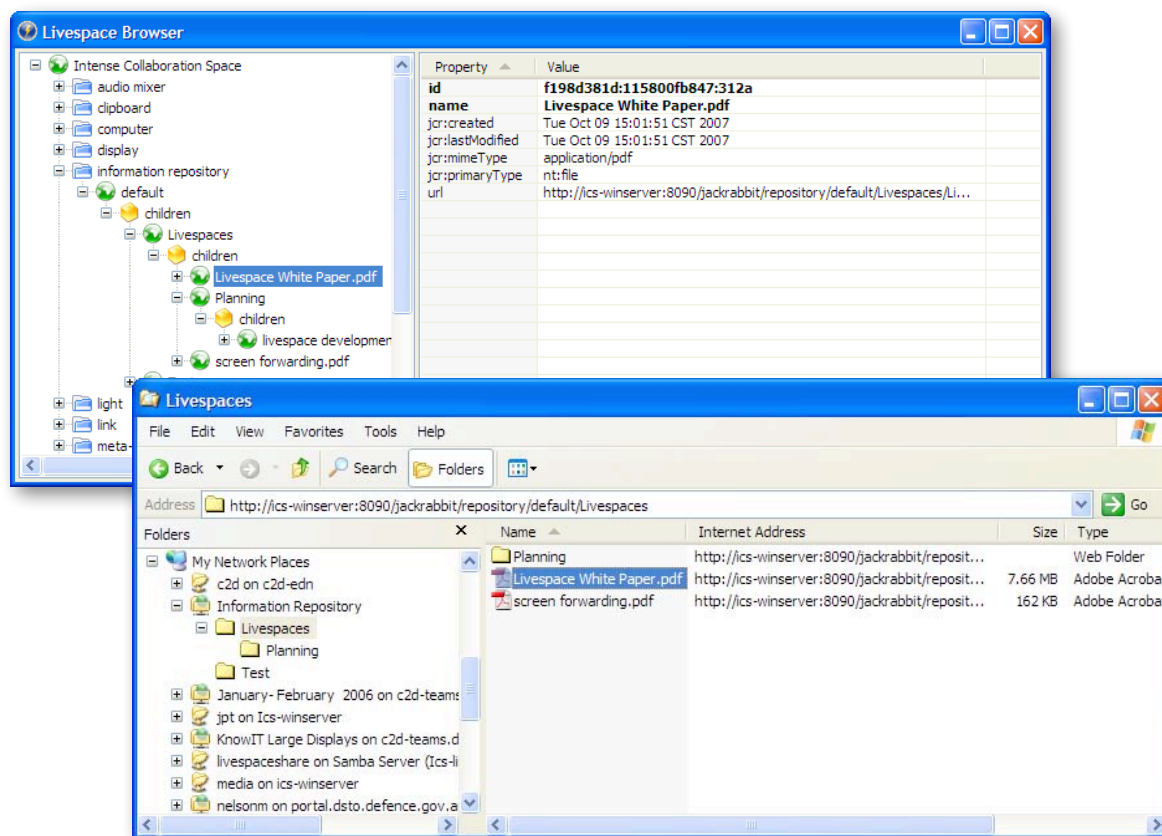 Livespace Browser
Intense Collaboration Space
audio mixer
clipboard
computer
display
information repository
default
children
Livespaces
children
Livespace White Paper.pdf
Planning
children
livespace developmen
screen forwarding.pdf
light
link
meta-
Property Value
id f198d381d:115800fb847:312a
name Livespace White Paper.pdf
jcr:created Tue Oct 09 15:01:51 CST 2007
jcr:lastModified Tue Oct 09 15:01:51 CST 2007
jcr:mimeType application/pdf
jcr:primaryType nt:file
url http://ics-winserver:8090/jackrabbit/repository/default/Livespaces/Li...
Livespaces
File Edit View Favorites Tools Help
Back Search Folders
Address http://ics-winserver:8090/jackrabbit/repository/default/Livespaces Go
Folders X
My Network Places
c2d on c2d-edn
Information Repository
Livespaces
Planning
Test
January- February 2006 on c2d-teams
jpt on Ics-winserver
KnowIT Large Displays on c2d-teams.d
livespaceshare on Samba Server (Ics-li
media on ics-winserver
nelsonm on portal.dsto.defence.gov.a
Name Internet Address Size Type
Planning http://ics-winserver:8090/jackrabbit/reposit... Web Folder
Livespace White Paper.pdf http://ics-winserver:8090/jackrabbit/reposit... 7.66 MB Adobe Acroba
screen forwarding.pdf http://ics-winserver:8090/jackrabbit/reposit... 162 KB Adobe Acroba